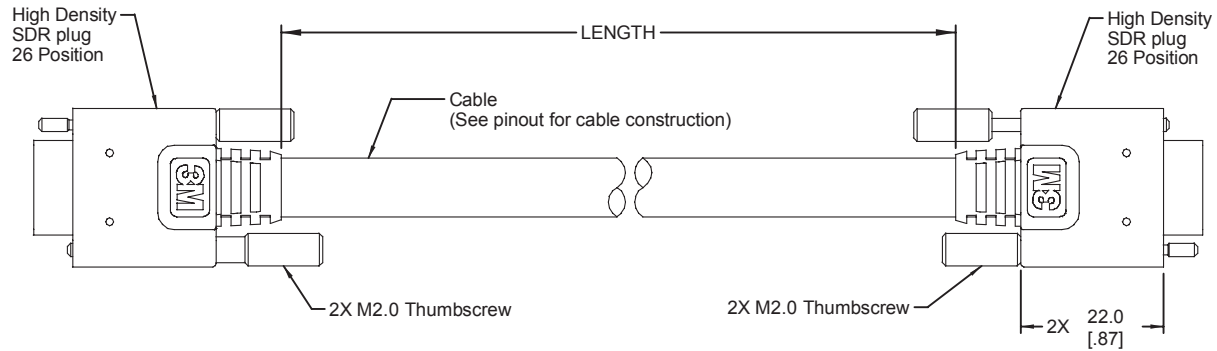 High Density
SDR plug
26 Position
LENGTH
High Density
SDR plug
26 Position
Cable
(See pinout for cable construction)
3M
3M
2X M2.0 Thumbscrew
2X M2.0 Thumbscrew
2X 22.0
[.87]